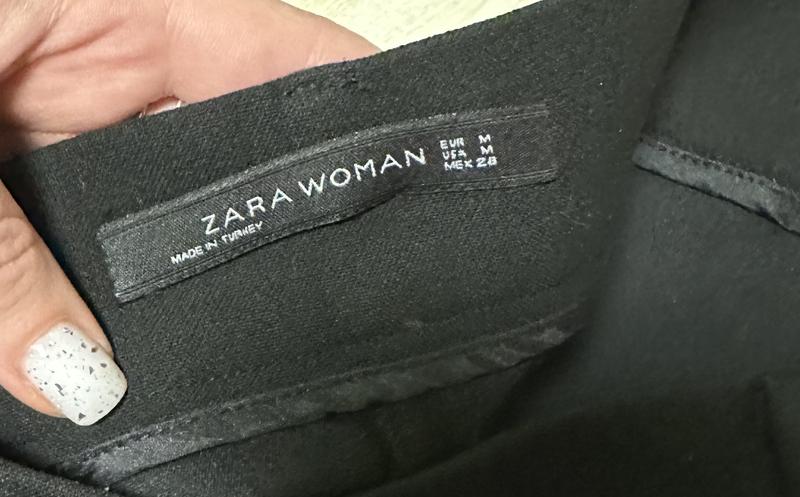 ZARA WOMAN
MADE IN TURKEY
EUR M
USA M
MEX 28